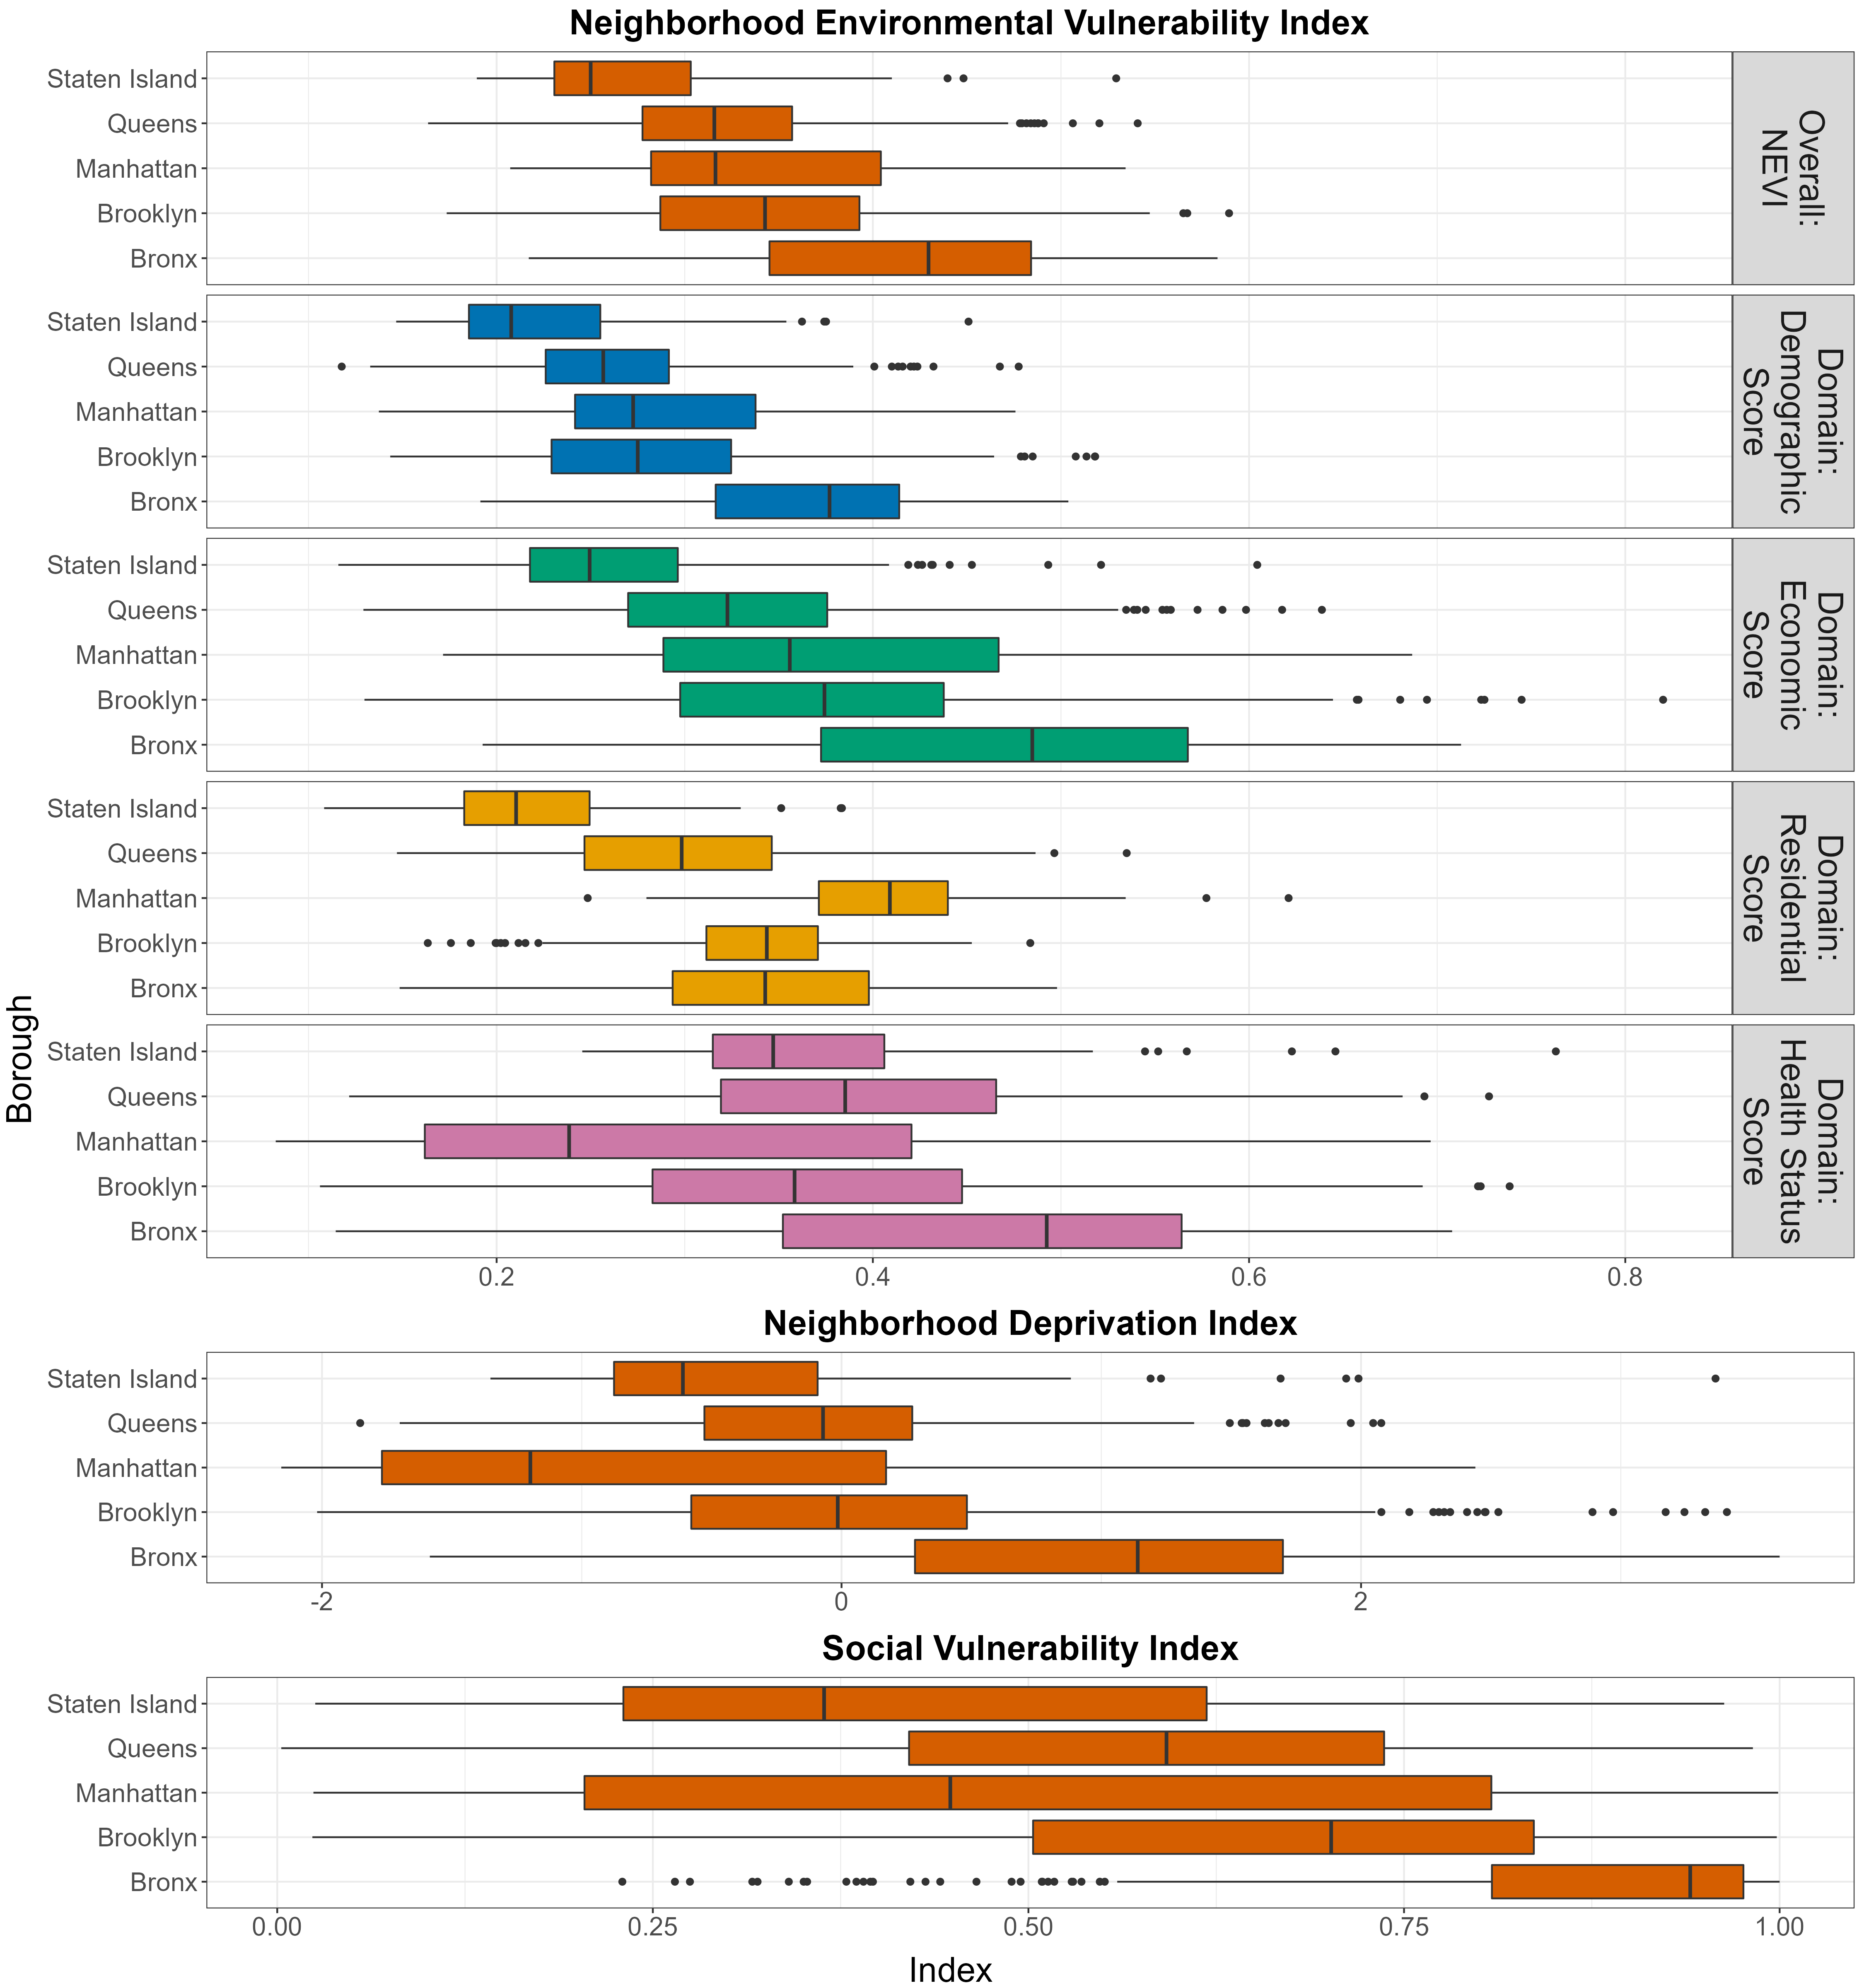 Neighborhood Environmental Vulnerability Index
Staten Island
Queens
Manhattan
Brooklyn
Bronx
Overall:
NEVI
Staten Island
Queens
Manhattan
Brooklyn
Bronx
Domain:
Demographic
Score
Staten Island
Queens
Manhattan
Brooklyn
Bronx
Domain:
Economic
Score
Staten Island
Queens
Manhattan
Brooklyn
Bronx
Domain:
Residential
Score
Borough
Staten Island
Queens
Manhattan
Brooklyn
Bronx
Domain:
Health Status
Score
0.2 0.4 0.6 0.8
Neighborhood Deprivation Index
Staten Island
Queens
Manhattan
Brooklyn
Bronx
-2 0 2
Social Vulnerability Index
Staten Island
Queens
Manhattan
Brooklyn
Bronx
0.00 0.25 0.50 0.75 1.00
Index